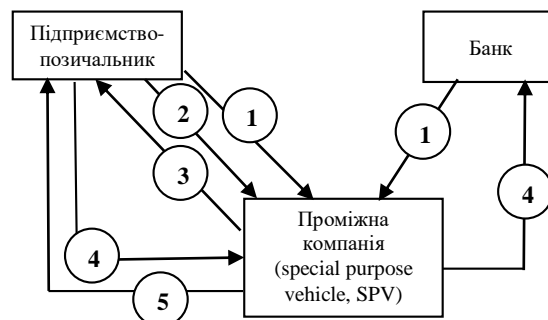 Підприємство-
позичальник
Банк
2
1
1
3
4
4
5
Проміжна
компанія
(special purpose
vehicle, SPV)